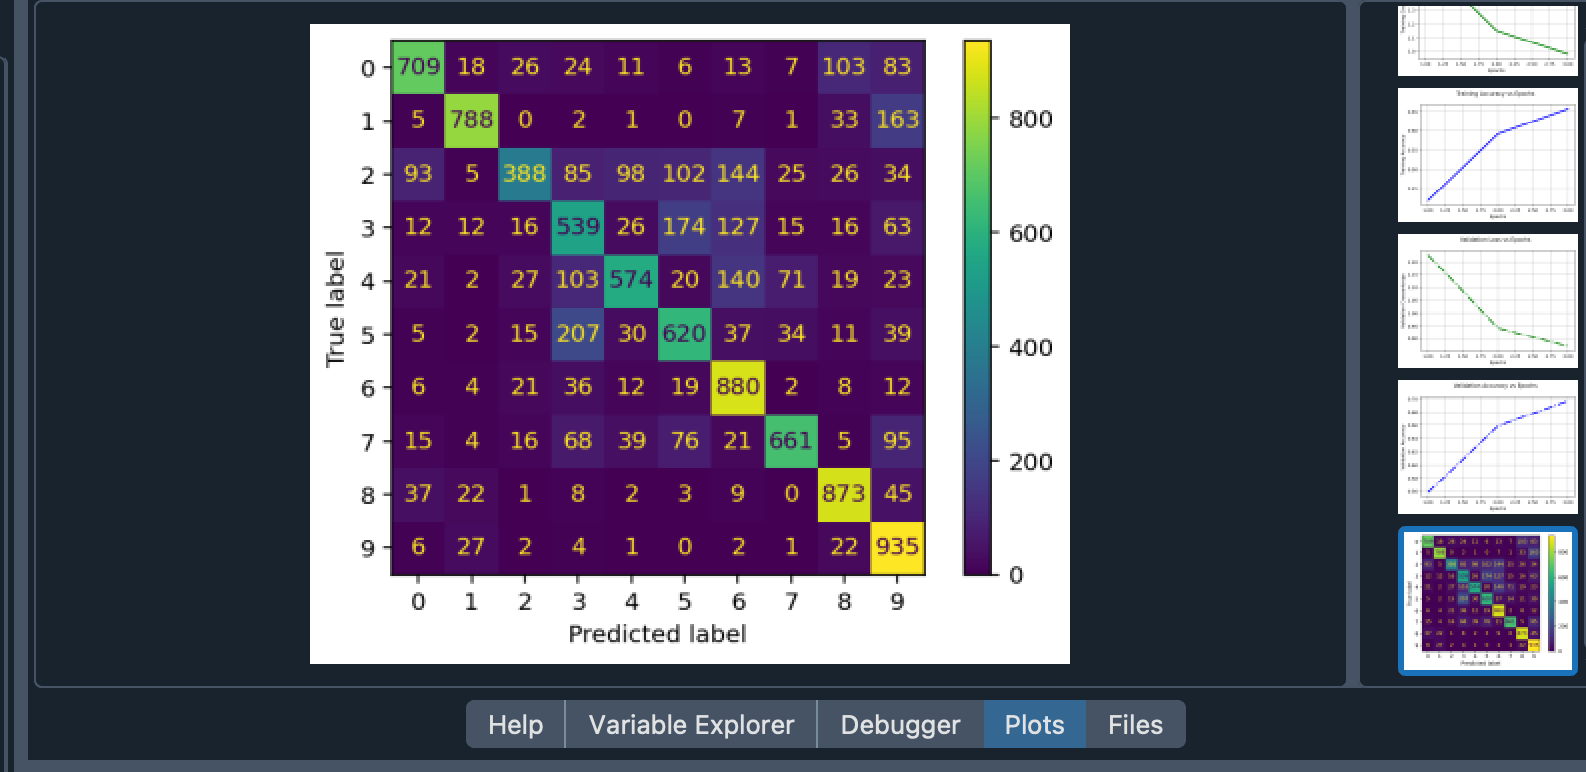 0 709 18 26 24 11 6 13 7 103 83
1 5 788 0 2 1 0 7 1 33 163
2 93 5 388 85 98 102 144 25 26 34
3 12 12 16 539 26 174 127 15 16 63
4 21 2 27 103 574 20 140 71 19 23
5 5 2 15 207 30 620 37 34 11 39
6 6 4 21 36 12 19 880 2 8 12
7 15 4 16 68 39 76 21 661 5 95
8 37 22 1 8 2 3 9 0 873 45
9 6 27 2 4 1 0 2 1 22 935
0 1 2 3 4 5 6 7 8 9
Predicted label
True label
800
600
400
200
0
Training Accuracy vs Epochs
Epochs
Validation Loss vs Epochs
Epochs
Validation Accuracy vs Epochs
Epochs
Predicted label
Help Variable Explorer Debugger Plots Files